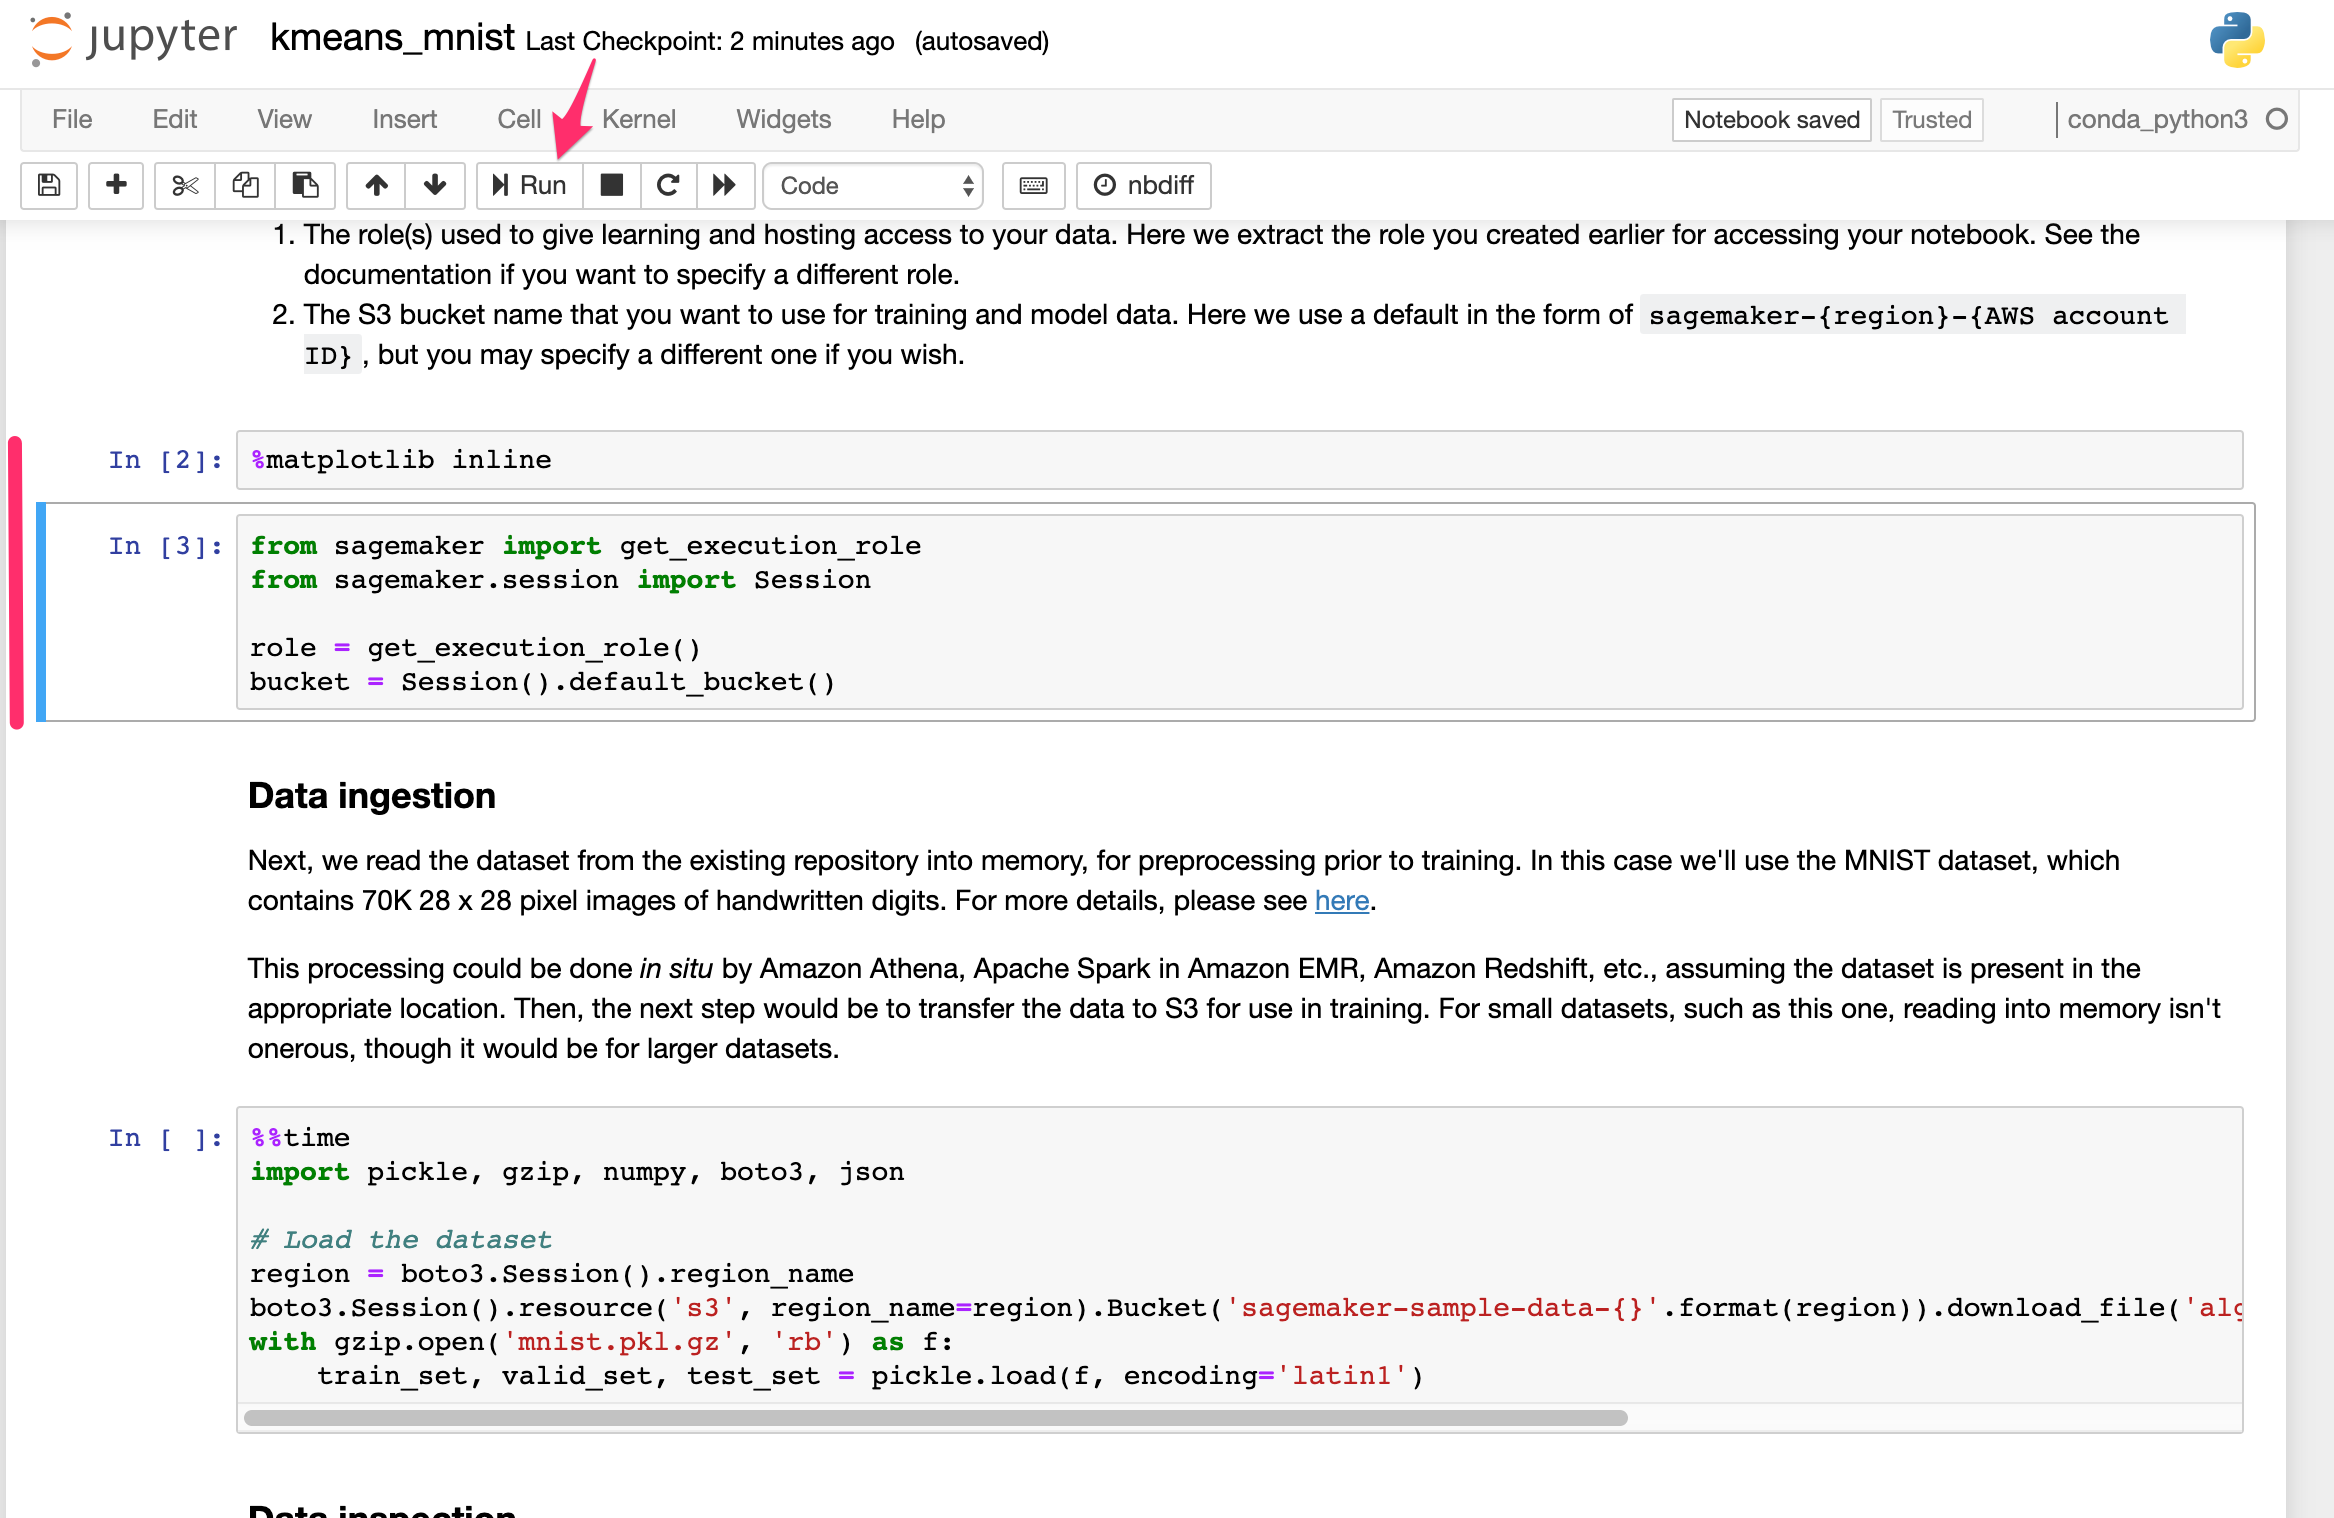 jupyter kmeans_mnist Last Checkpoint: 2 minutes ago (autosaved)
File Edit View Insert Cell Kernel Widgets Help Notebook saved Trusted conda_python3
Run Code nbdiff
1. The role(s) used to give learning and hosting access to your data. Here we extract the role you created earlier for accessing your notebook. See the
documentation if you want to specify a different role.
2. The S3 bucket name that you want to use for training and model data. Here we use a default in the form of sagemaker-{region}-{AWS account
ID} , but you may specify a different one if you wish.
In [2]: %matplotlib inline
In [3]: from sagemaker import get_execution_role
from sagemaker.session import Session
role = get_execution_role()
bucket = Session().default_bucket()
Data ingestion
Next, we read the dataset from the existing repository into memory, for preprocessing prior to training. In this case we'll use the MNIST dataset, which
contains 70K 28 x 28 pixel images of handwritten digits. For more details, please see here.
This processing could be done in situ by Amazon Athena, Apache Spark in Amazon EMR, Amazon Redshift, etc., assuming the dataset is present in the
appropriate location. Then, the next step would be to transfer the data to S3 for use in training. For small datasets, such as this one, reading into memory isn't
onerous, though it would be for larger datasets.
In [ ]: %%time
import pickle, gzip, numpy, boto3, json
# Load the dataset
region = boto3.Session().region_name
boto3.Session().resource('s3', region_name=region).Bucket('sagemaker-sample-data-{}'.format(region)).download_file('alg
with gzip.open('mnist.pkl.gz', 'rb') as f:
    train_set, valid_set, test_set = pickle.load(f, encoding='latin1')
Data inspection